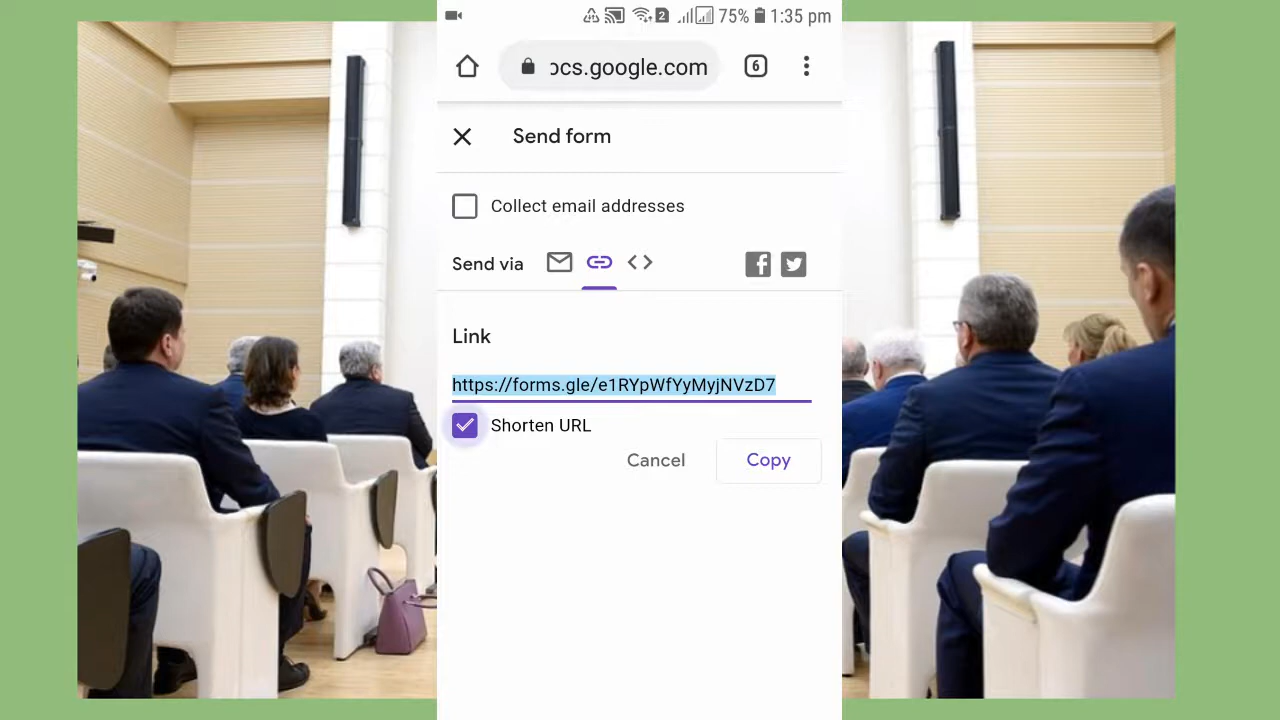 2 75% 1:35 pm
ocs.google.com 6
Send form
Collect email addresses
Send via
Link
https://forms.gle/e1RYpWfYyMyjNVzD7
Shorten URL
Cancel Copy